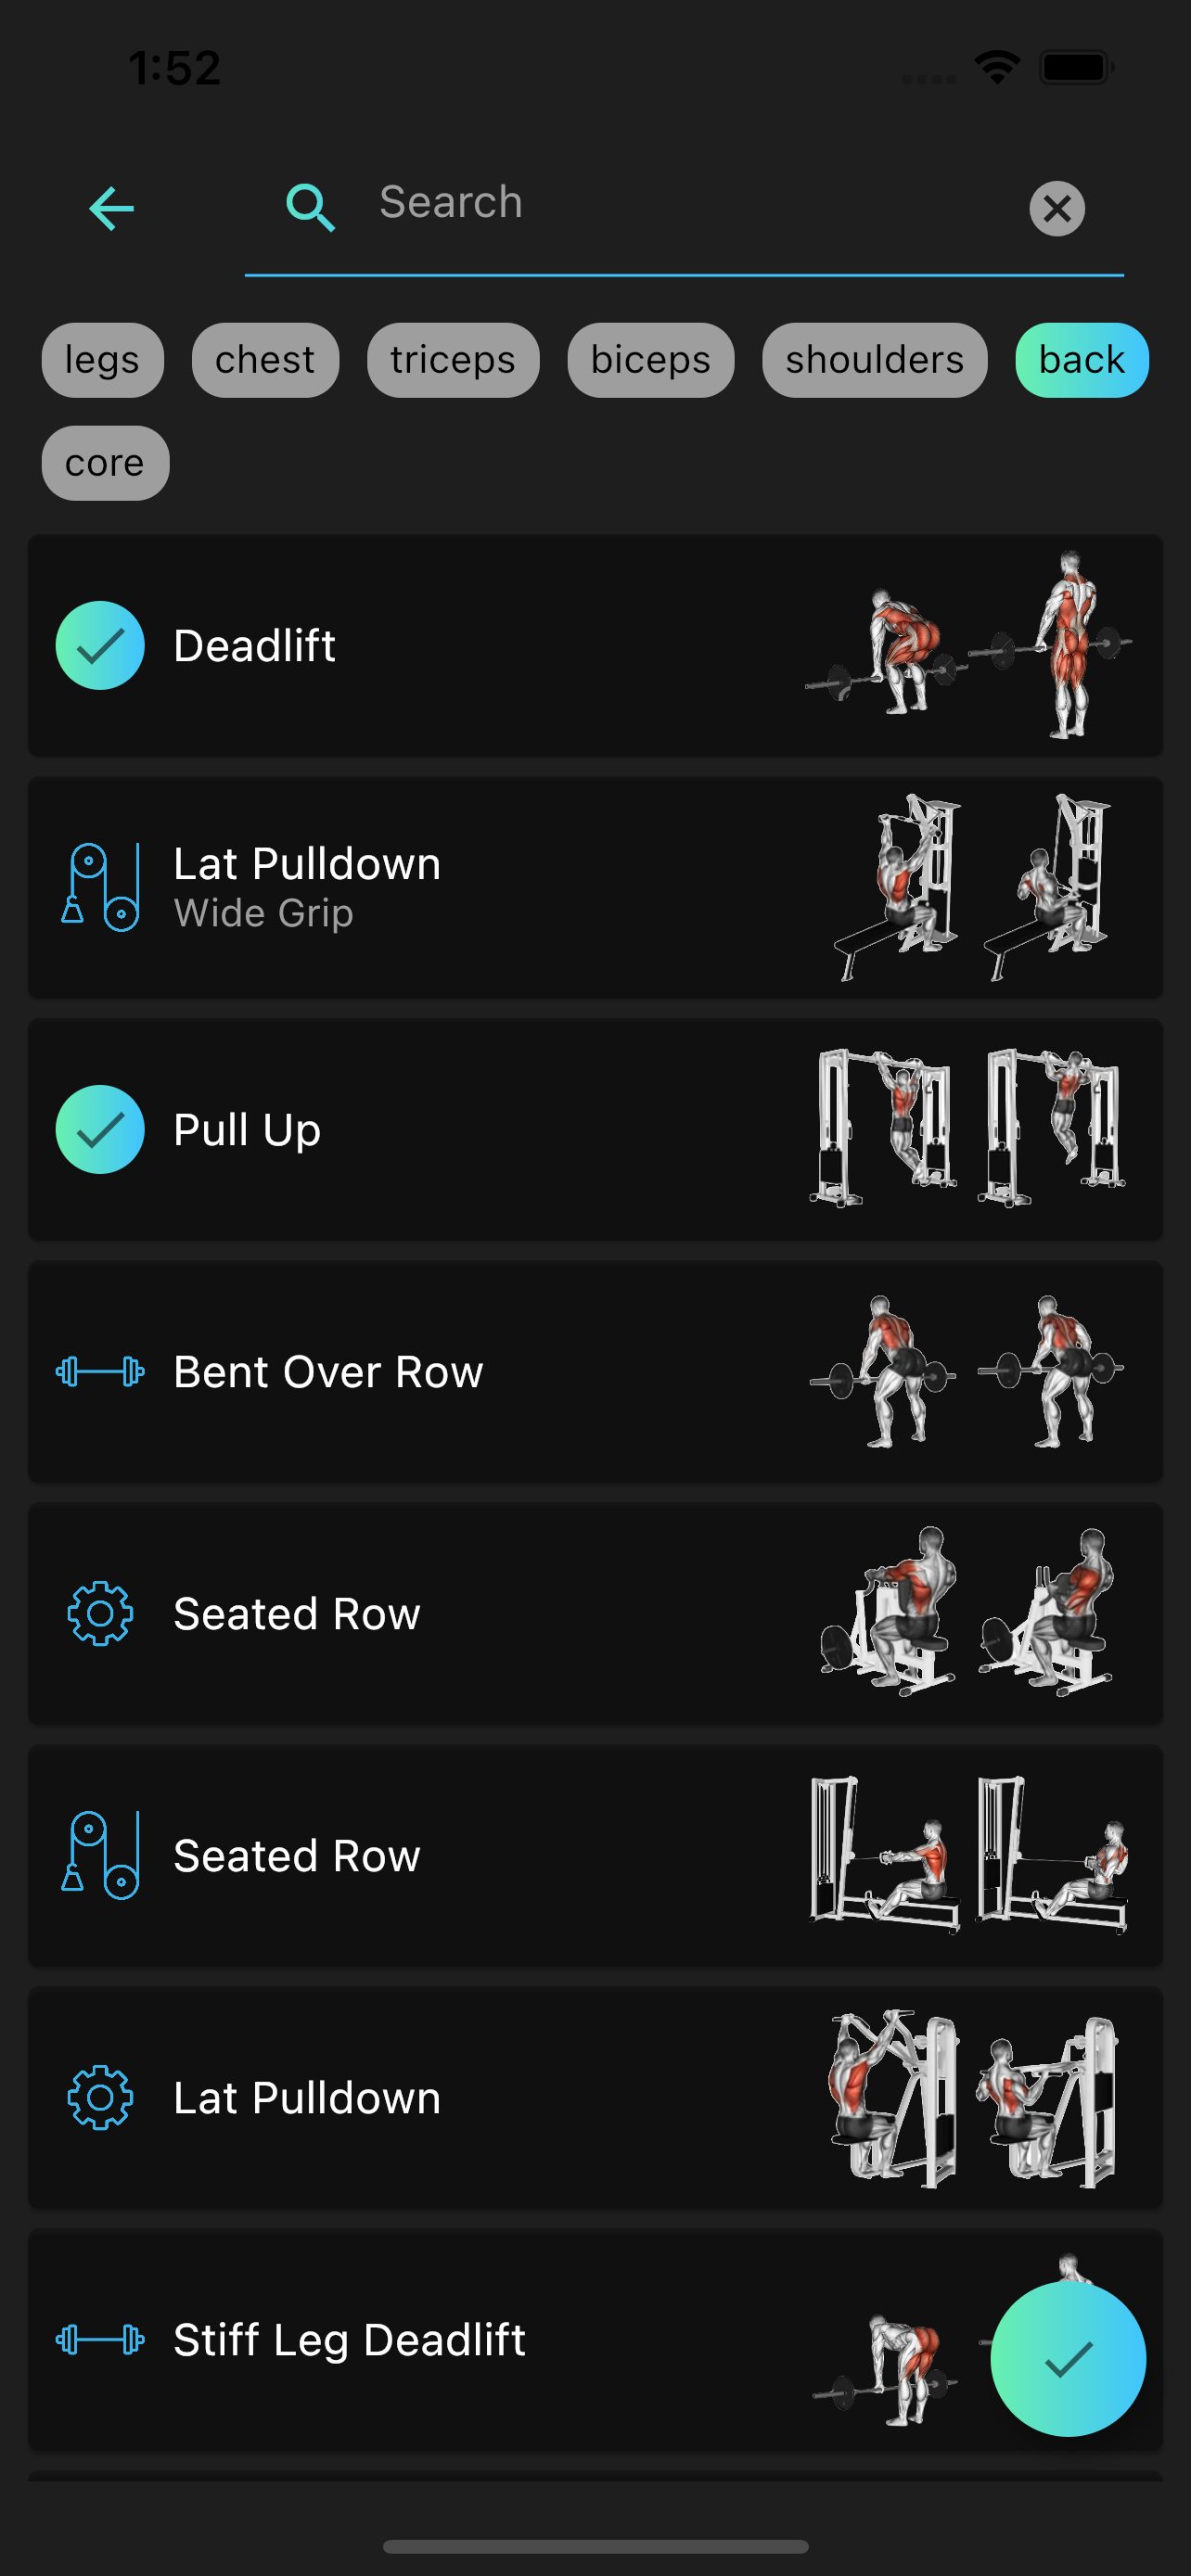 1:52
Search
legs chest triceps biceps shoulders back
core
Deadlift
Lat Pulldown
Wide Grip
Pull Up
Bent Over Row
Seated Row
Seated Row
Lat Pulldown
Stiff Leg Deadlift